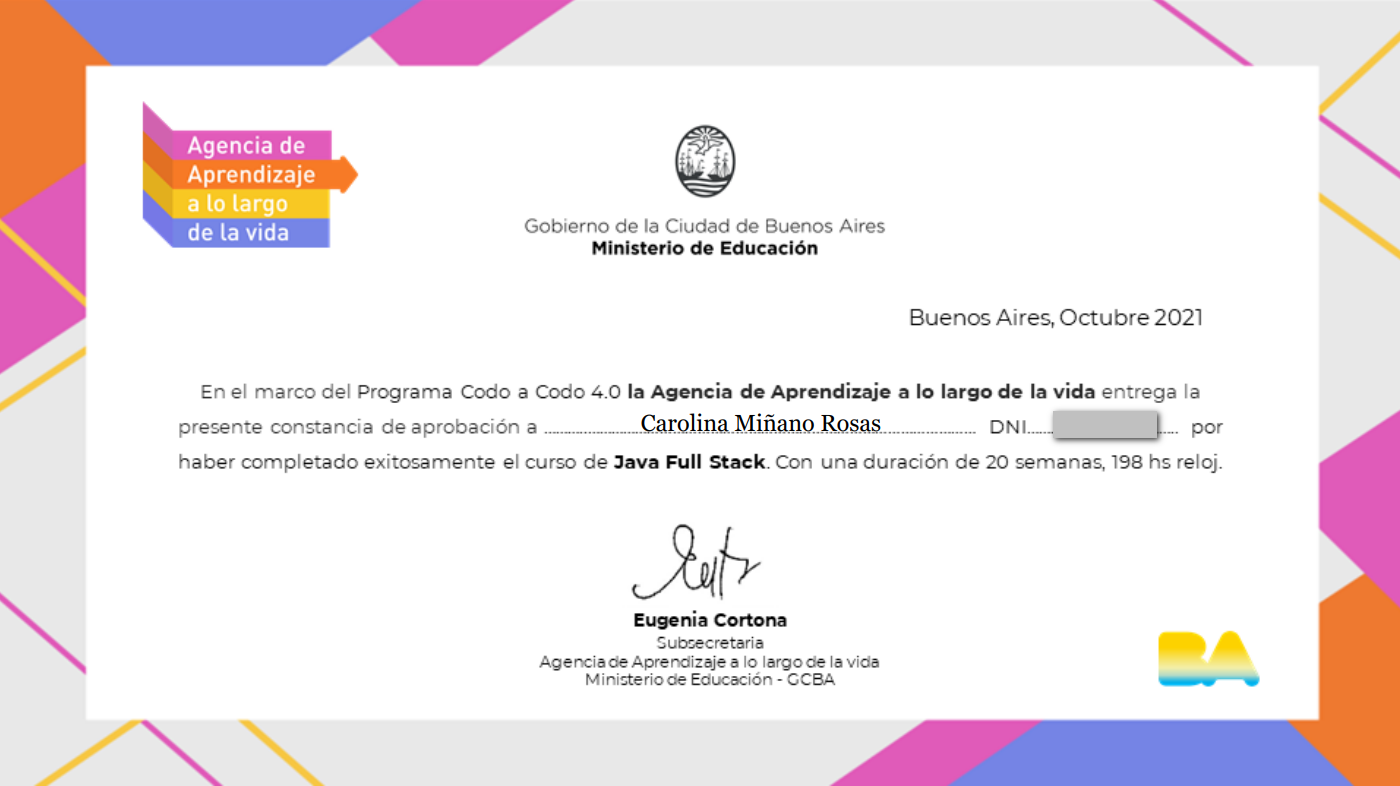 Agencia de
Aprendizaje
a lo largo
de la vida
Gobierno de la Ciudad de Buenos Aires
Ministerio de Educación
Buenos Aires, Octubre 2021
En el marco del Programa Codo a Codo 4.0 la Agencia de Aprendizaje a lo largo de la vida entrega la
presente constancia de aprobación a Carolina Miñano Rosas DNI por
haber completado exitosamente el curso de Java Full Stack. Con una duración de 20 semanas, 198 hs reloj.
Eugenia Cortona
Subsecretaria
Agencia de Aprendizaje a lo largo de la vida
Ministerio de Educación - GCBA
BA